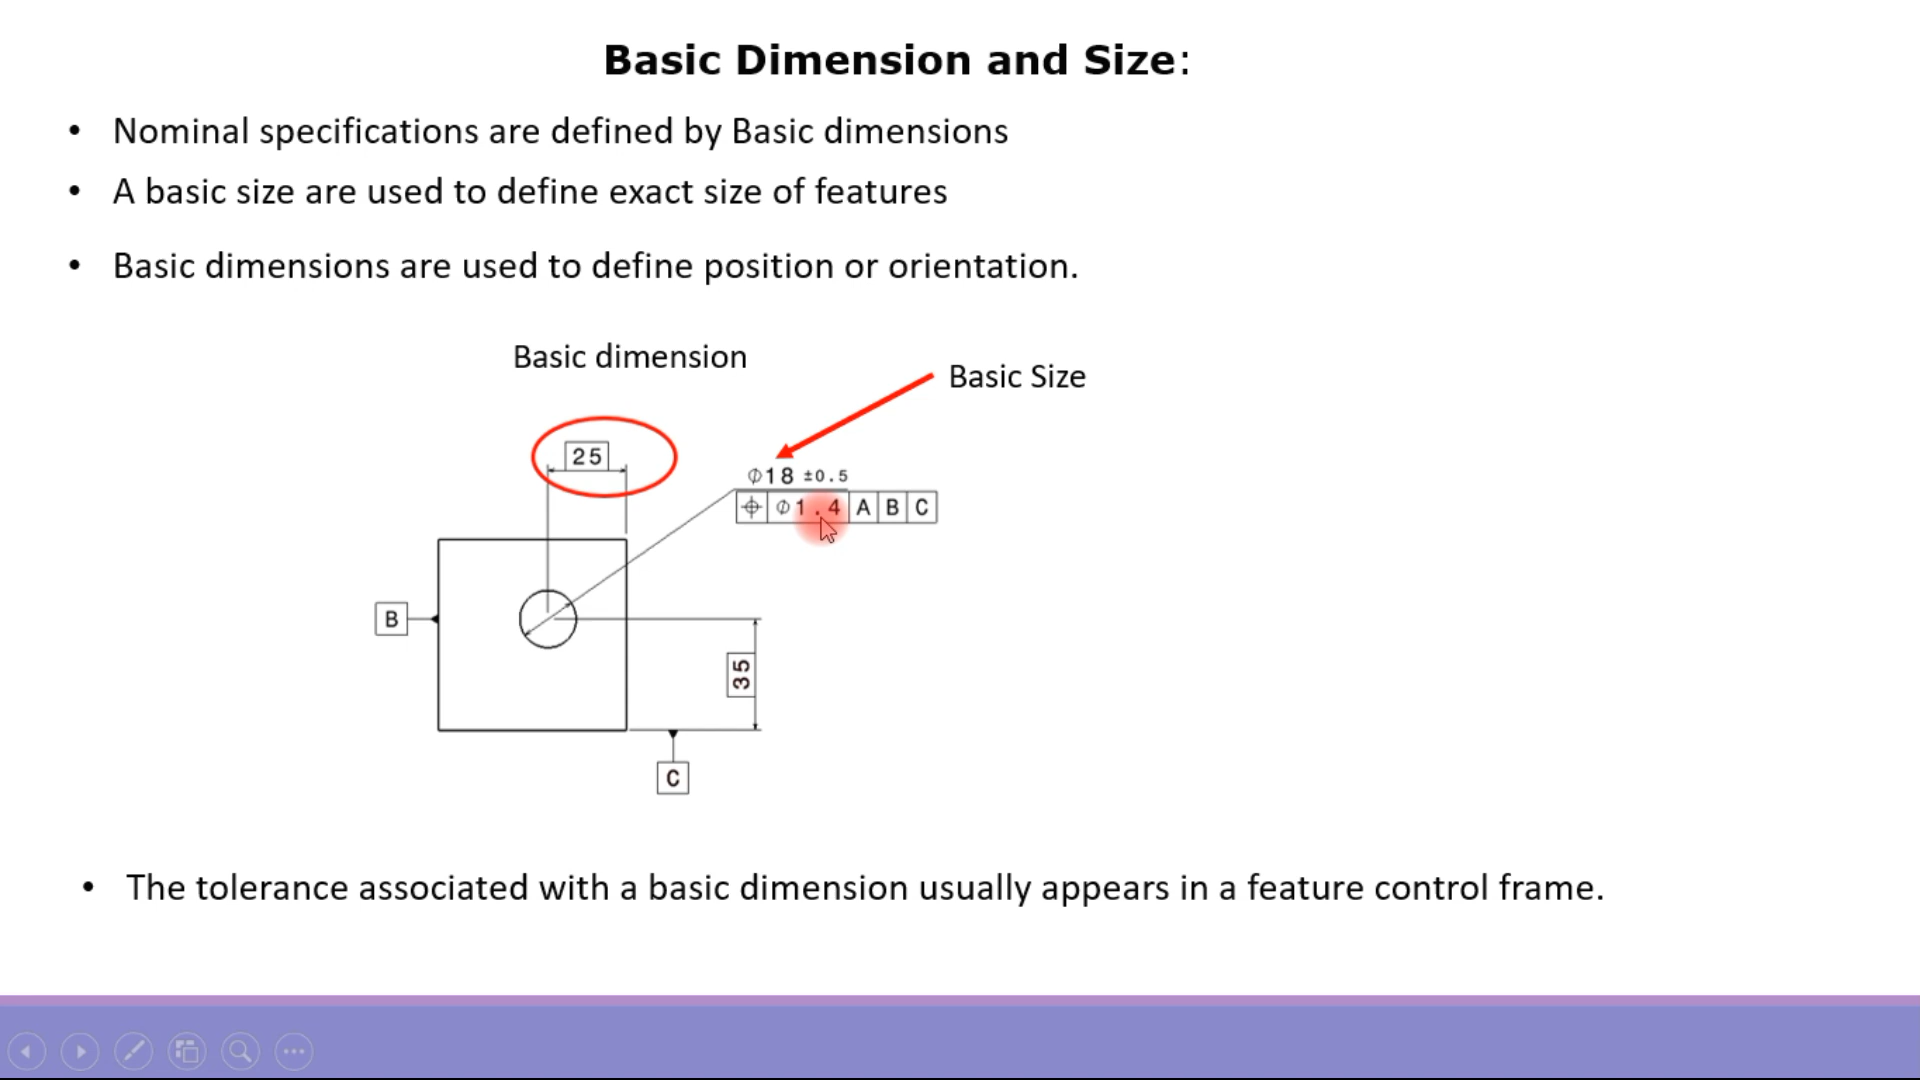 Basic Dimension and Size:
• Nominal specifications are defined by Basic dimensions
• A basic size are used to define exact size of features
• Basic dimensions are used to define position or orientation.
Basic dimension
Basic Size
25
⌀18 ±0.5
⌖ ⌀1.4 A B C
B
35
C
• The tolerance associated with a basic dimension usually appears in a feature control frame.